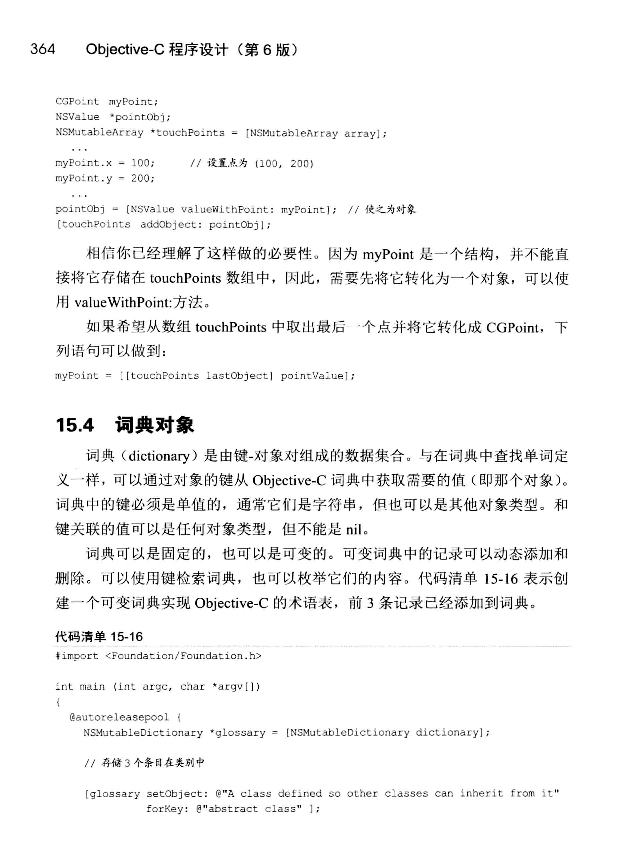 364 Objective-C 程序设计（第 6 版）
CGPoint myPoint;
NSValue *pointObj;
NSMutableArray *touchPoints = [NSMutableArray array];
...
myPoint.x = 100; // 设置点为 (100, 200)
myPoint.y = 200;
...
pointObj = [NSValue valueWithPoint: myPoint]; // 使之为对象
[touchPoints addObject: pointObj];
相信你已经理解了这样做的必要性。因为 myPoint 是一个结构，并不能直
接将它存储在 touchPoints 数组中，因此，需要先将它转化为一个对象，可以使
用 valueWithPoint:方法。
如果希望从数组 touchPoints 中取出最后一个点并将它转化成 CGPoint，下
列语句可以做到：
myPoint = [[touchPoints lastObject] pointValue];
15.4 词典对象
词典（dictionary）是由键-对象对组成的数据集合。与在词典中查找单词定
义一样，可以通过对象的键从 Objective-C 词典中获取需要的值（即那个对象）。
词典中的键必须是单值的，通常它们是字符串，但也可以是其他对象类型。和
键关联的值可以是任何对象类型，但不能是 nil。
词典可以是固定的，也可以是可变的。可变词典中的记录可以动态添加和
删除。可以使用键检索词典，也可以枚举它们的内容。代码清单 15-16 表示创
建一个可变词典实现 Objective-C 的术语表，前 3 条记录已经添加到词典。
代码清单 15-16
#import <Foundation/Foundation.h>
int main (int argc, char *argv[])
{
@autoreleasepool {
NSMutableDictionary *glossary = [NSMutableDictionary dictionary];
// 存储 3 个条目在类别中
[glossary setObject: @"A class defined so other classes can inherit from it"
forKey: @"abstract class" ];